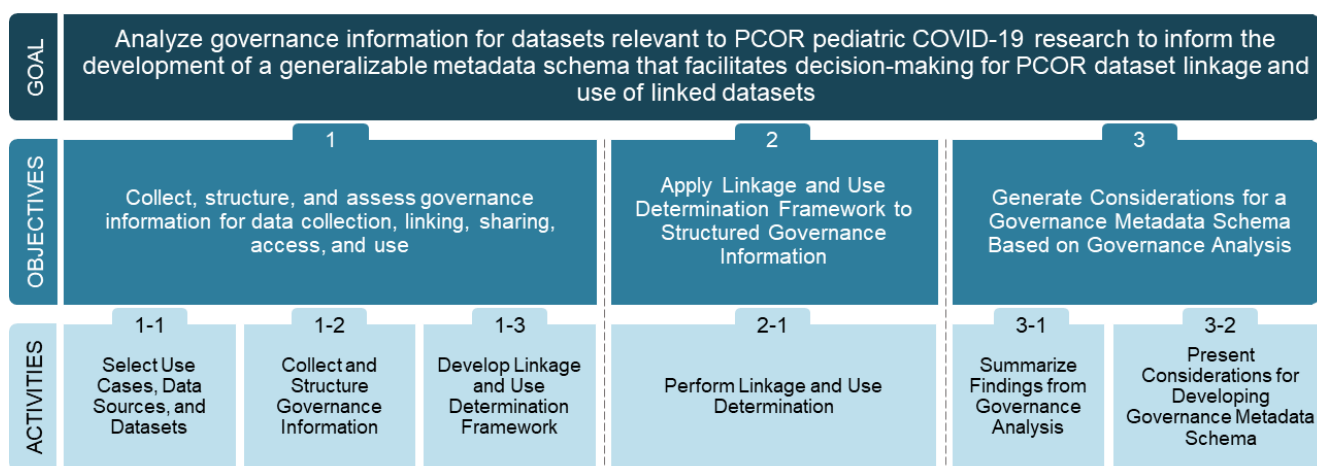 GOAL
Analyze governance information for datasets relevant to PCOR pediatric COVID-19 research to inform the
development of a generalizable metadata schema that facilitates decision-making for PCOR dataset linkage and
use of linked datasets
OBJECTIVES
1
Collect, structure, and assess governance
information for data collection, linking, sharing,
access, and use
2
Apply Linkage and Use
Determination Framework to
Structured Governance
Information
3
Generate Considerations for a
Governance Metadata Schema
Based on Governance Analysis
ACTIVITIES
1-1
Select Use
Cases, Data
Sources, and
Datasets
1-2
Collect and
Structure
Governance
Information
1-3
Develop Linkage
and Use
Determination
Framework
2-1
Perform Linkage and Use
Determination
3-1
Summarize
Findings from
Governance
Analysis
3-2
Present
Considerations for
Developing
Governance Metadata
Schema